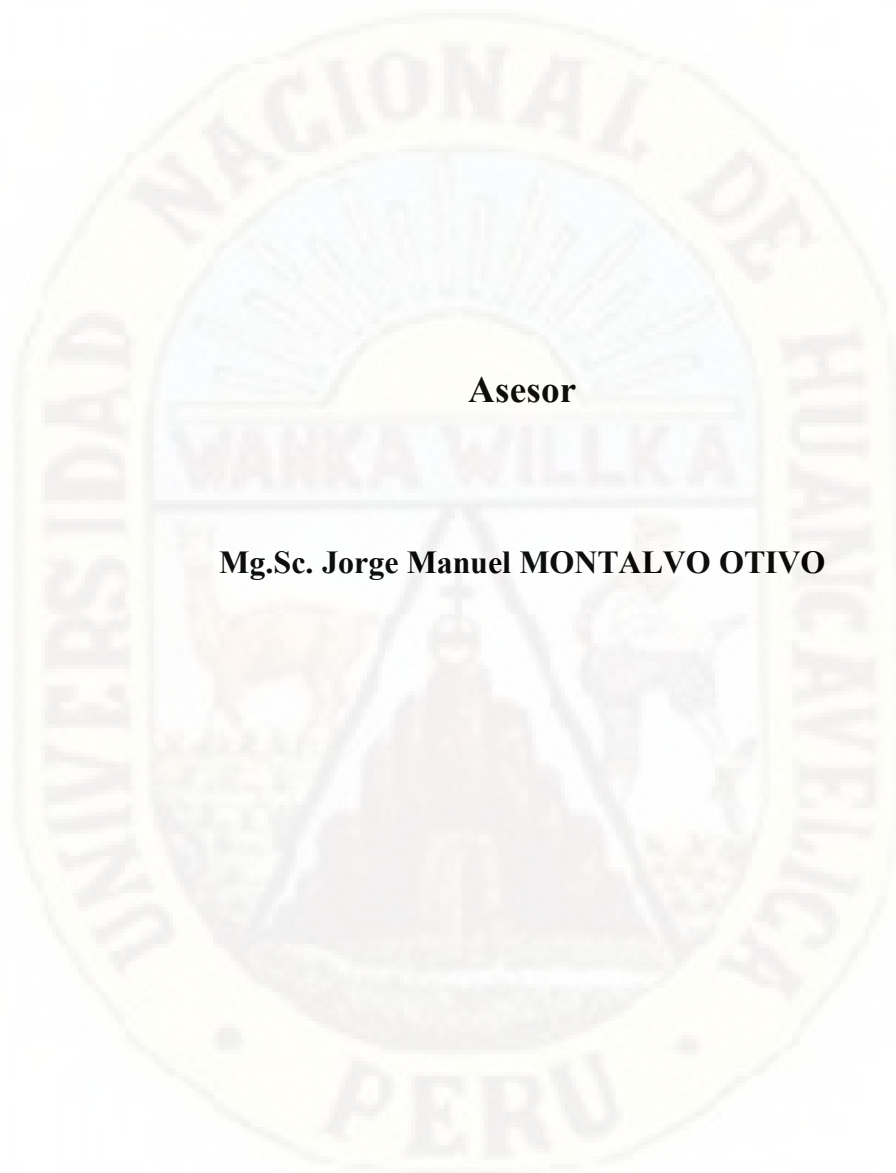 UNIVERSIDAD NACIONAL DE HUANCAVELICA
Asesor
WANKA WILLKA
Mg.Sc. Jorge Manuel MONTALVO OTIVO
• PERU •